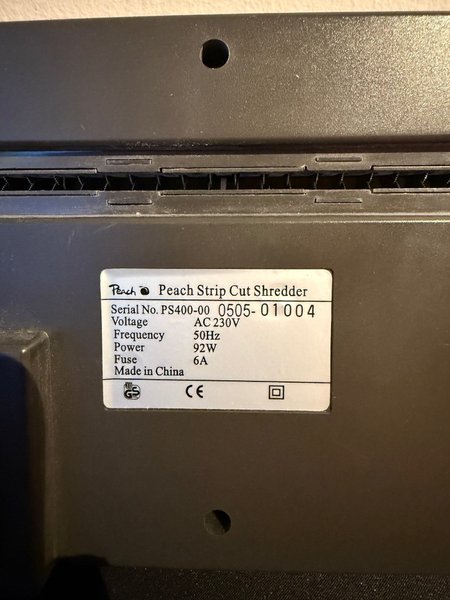 Peach Peach Strip Cut Shredder
Serial No. PS400-00 0505-01004
Voltage AC 230V
Frequency 50Hz
Power 92W
Fuse 6A
Made in China
GS CE